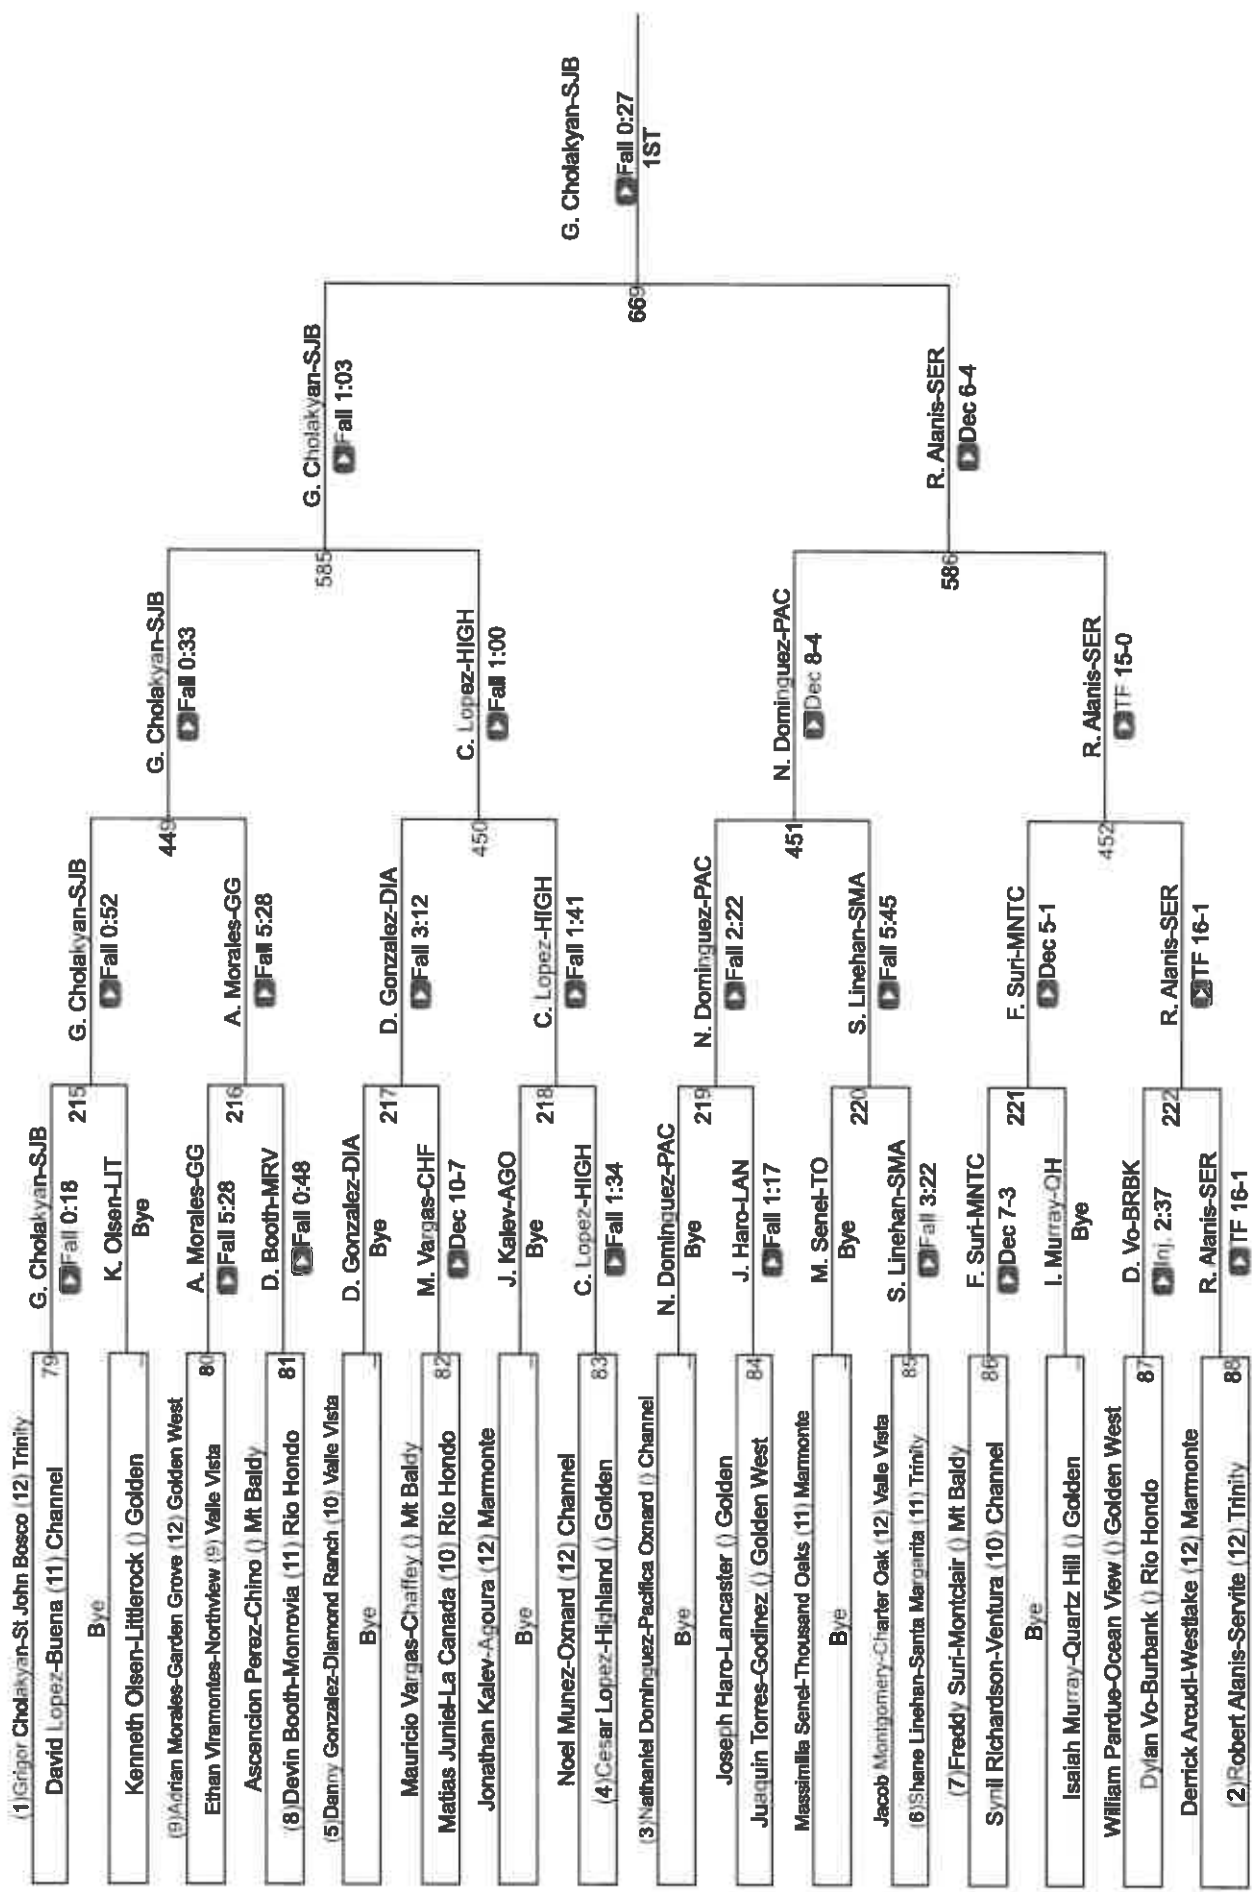 (1)Grigor Cholakyan-St John Bosco (12) Trinity
David Lopez-Buena (11) Channel
79
Bye
Kenneth Olsen-Littlerock () Golden
(9)Adrian Morales-Garden Grove (12) Golden West
Ethan Viramontes-Northview (9) Valle Vista
80
Ascencion Perez-Chino () Mt Baldy
(8)Devin Booth-Monrovia (11) Rio Hondo
81
(5)Danny Gonzalez-Diamond Ranch (10) Valle Vista
Bye
Mauricio Vargas-Chaffey () Mt Baldy
Matias Juniel-La Canada (10) Rio Hondo
82
Jonathan Kalev-Agoura (12) Marmonte
Bye
Noel Munez-Oxnard (12) Channel
(4)Cesar Lopez-Highland () Golden
83
(3)Nathaniel Dominguez-Pacifica Oxnard () Channel
Bye
Joseph Haro-Lancaster () Golden
Juaquin Torres-Godinez () Golden West
84
Massimilia Senel-Thousand Oaks (11) Marmonte
Bye
Jacob Montgomery-Charter Oak (12) Valle Vista
(6)Shane Linehan-Santa Margarita (11) Trinity
85
(7)Freddy Suri-Montclair () Mt Baldy
Synil Richardson-Ventura (10) Channel
86
Bye
Isaiah Murray-Quartz Hill () Golden
William Pardue-Ocean View () Golden West
Dylan Vo-Burbank () Rio Hondo
87
Derrick Arcudi-Westlake (12) Marmonte
(2)Robert Alanis-Servite (12) Trinity
88
G. Cholakyan-SJB
Fall 0:18
215
K. Olsen-LIT
Bye
A. Morales-GG
Fall 5:28
216
D. Booth-MRV
Fall 0:48
D. Gonzalez-DIA
Bye
217
M. Vargas-CHF
Dec 10-7
J. Kalev-AGO
Bye
218
C. Lopez-HIGH
Fall 1:34
N. Dominguez-PAC
Bye
219
J. Haro-LAN
Fall 1:17
M. Senel-TO
Bye
220
S. Linehan-SMA
Fall 3:22
F. Suri-MNTC
Dec 7-3
221
I. Murray-QH
Bye
D. Vo-BRBK
Inj. 2:37
222
R. Alanis-SER
TF 16-1
G. Cholakyan-SJB
Fall 0:52
449
A. Morales-GG
Fall 5:28
D. Gonzalez-DIA
Fall 3:12
450
C. Lopez-HIGH
Fall 1:41
N. Dominguez-PAC
Fall 2:22
451
S. Linehan-SMA
Fall 5:45
F. Suri-MNTC
Dec 5-1
452
R. Alanis-SER
TF 16-1
G. Cholakyan-SJB
Fall 0:33
585
C. Lopez-HIGH
Fall 1:00
N. Dominguez-PAC
Dec 8-4
586
R. Alanis-SER
TF 15-0
G. Cholakyan-SJB
Fall 1:03
669
R. Alanis-SER
Dec 6-4
G. Cholakyan-SJB
Fall 0:27
1ST